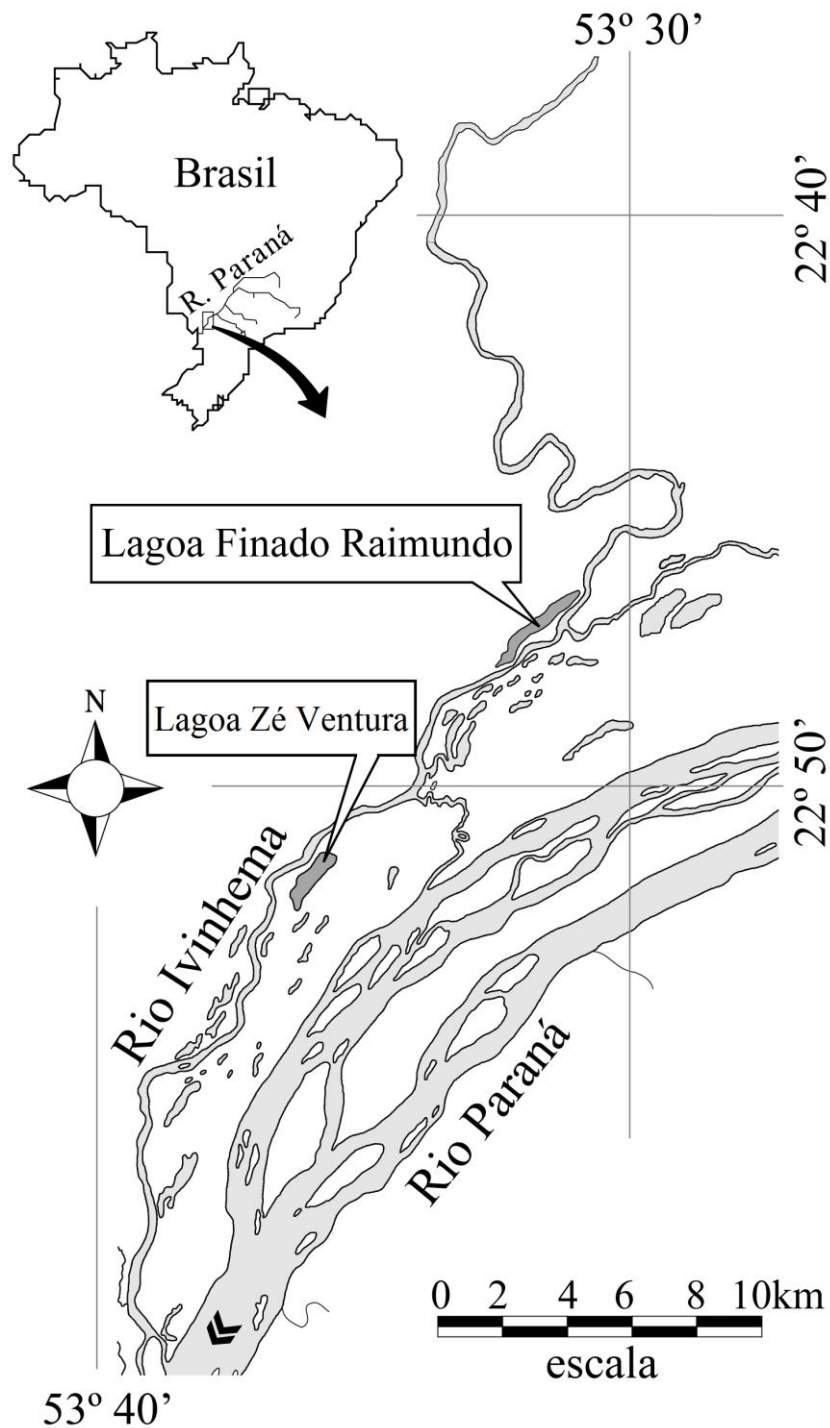 53º 30’
Brasil
R. Paraná
22º 40’
Lagoa Finado Raimundo
Lagoa Zé Ventura
N
22º 50’
Rio Ivinhema
Rio Paraná
0 2 4 6 8 10km
escala
53º 40’